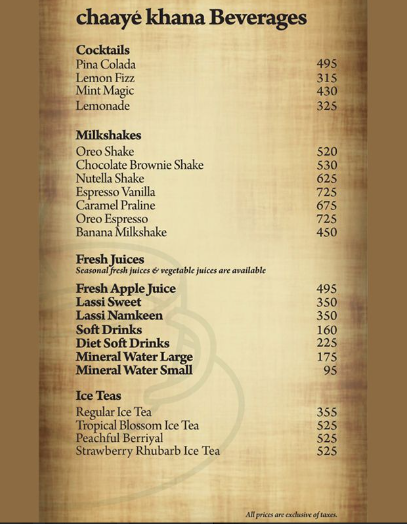 chaayé khana Beverages
Cocktails
Pina Colada 495
Lemon Fizz 315
Mint Magic 430
Lemonade 325
Milkshakes
Oreo Shake 520
Chocolate Brownie Shake 530
Nutella Shake 625
Espresso Vanilla 725
Caramel Praline 675
Oreo Espresso 725
Banana Milkshake 450
Fresh Juices
Seasonal fresh juices & vegetable juices are available
Fresh Apple Juice 495
Lassi Sweet 350
Lassi Namkeen 350
Soft Drinks 160
Diet Soft Drinks 225
Mineral Water Large 175
Mineral Water Small 95
Ice Teas
Regular Ice Tea 355
Tropical Blossom Ice Tea 525
Peachful Berriyal 525
Strawberry Rhubarb Ice Tea 525
All prices are exclusive of taxes.